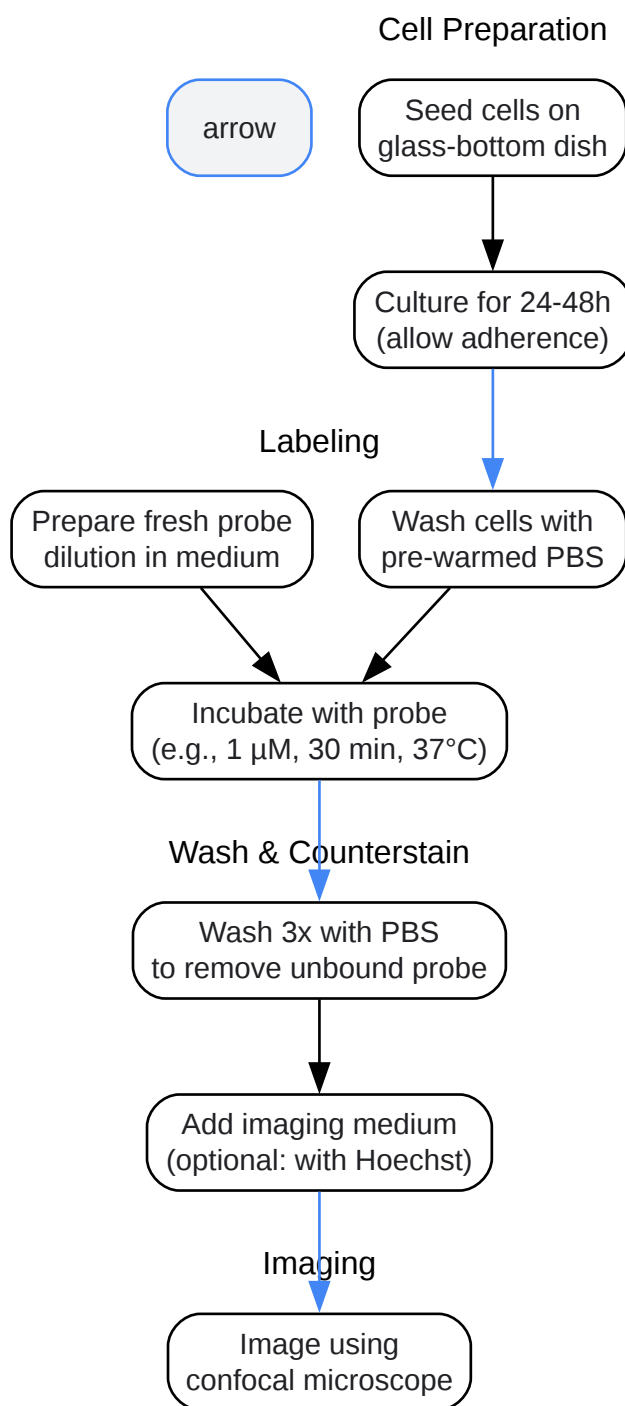 Cell Preparation
arrow
Seed cells on
glass-bottom dish
Culture for 24-48h
(allow adherence)
Labeling
Prepare fresh probe
dilution in medium
Wash cells with
pre-warmed PBS
Incubate with probe
(e.g., 1 µM, 30 min, 37°C)
Wash & Counterstain
Wash 3x with PBS
to remove unbound probe
Add imaging medium
(optional: with Hoechst)
Imaging
Image using
confocal microscope